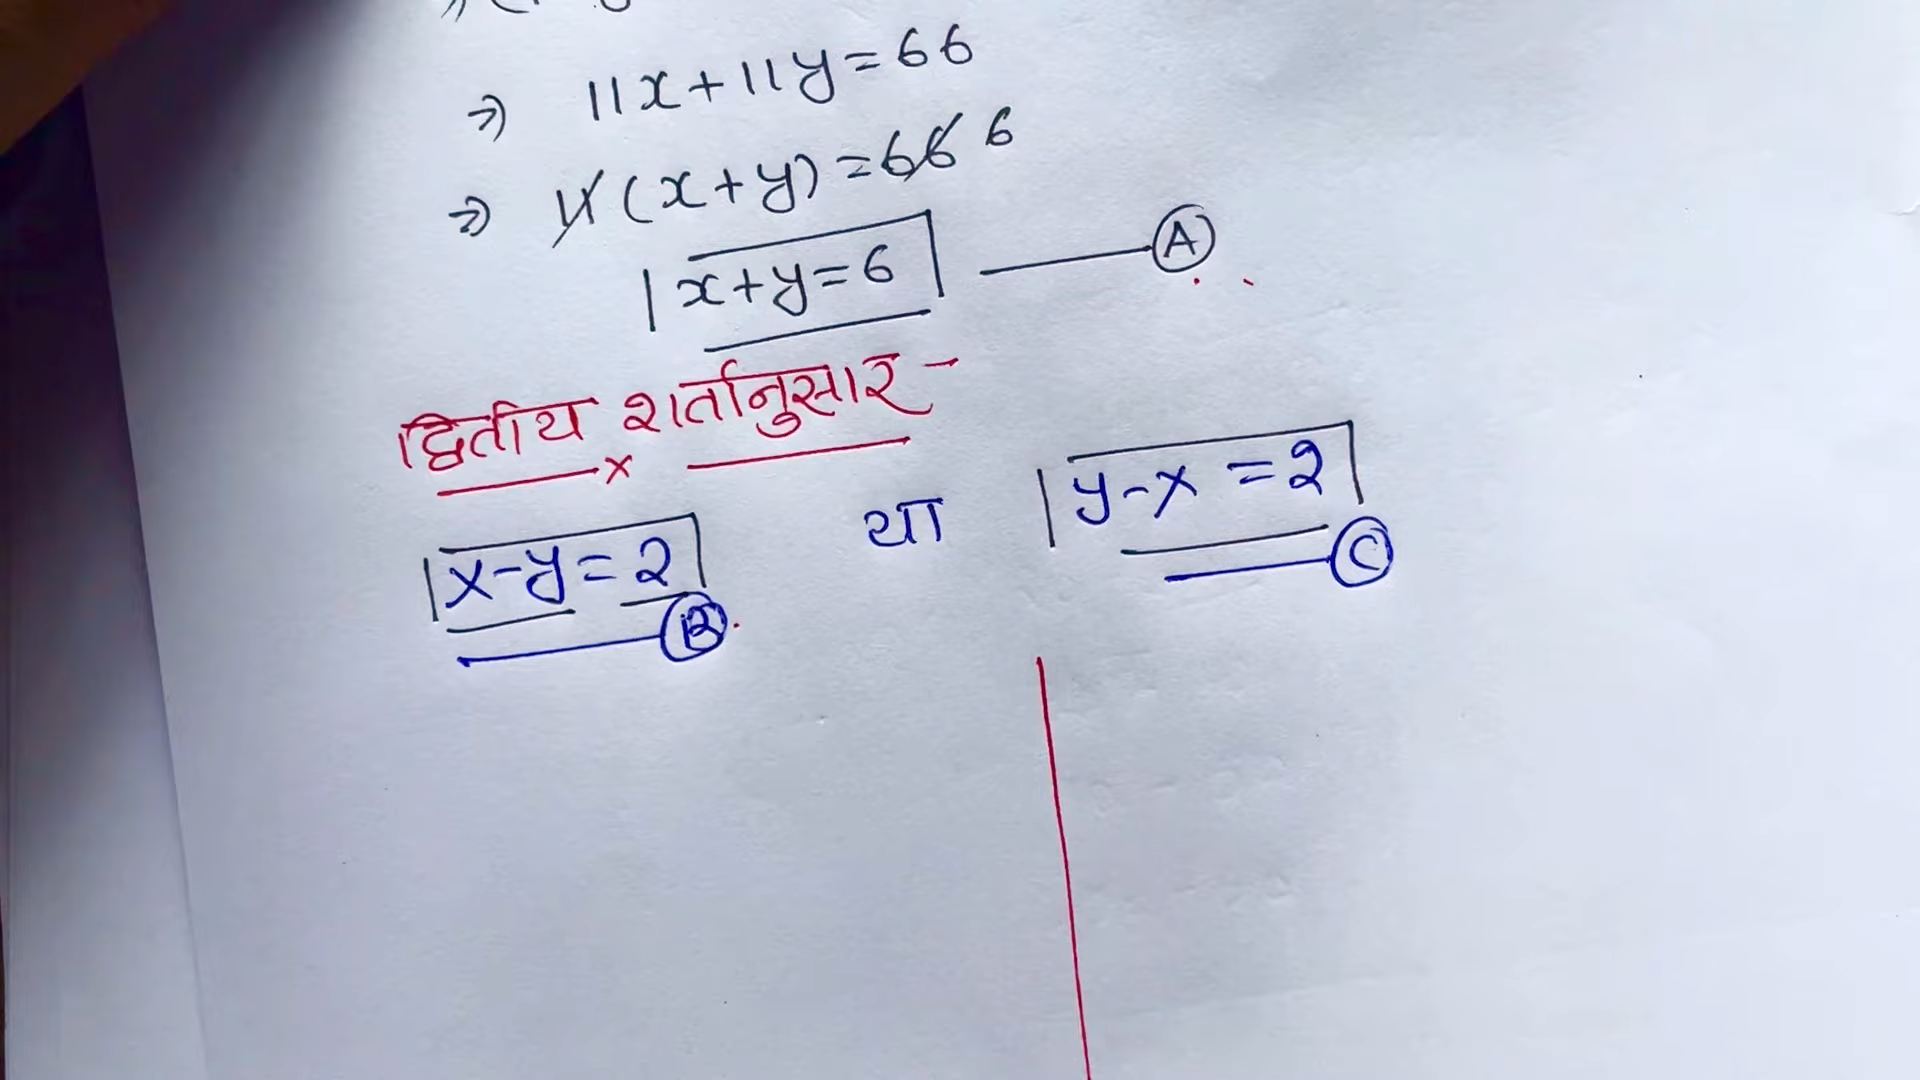 ⇒ 11x+11y=66
⇒ 11(x+y)=66 6
x+y=6 A
द्वितीय शर्तानुसार -
x-y=2 या y-x=2
B C